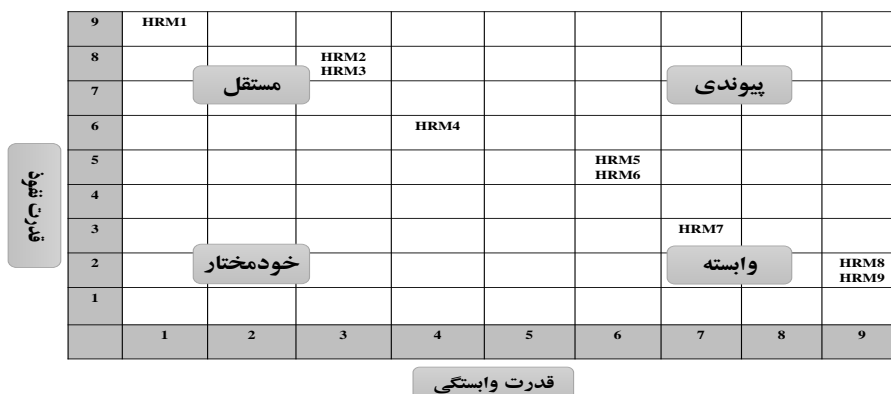 9 HRM1
8 HRM2
HRM3
مستقل
پیوندی
7
6 HRM4
5 HRM5
HRM6
4
قدرت نفوذ
3 HRM7
خودمختار
وابسته
2 HRM8
HRM9
1
1 2 3 4 5 6 7 8 9
قدرت وابستگی